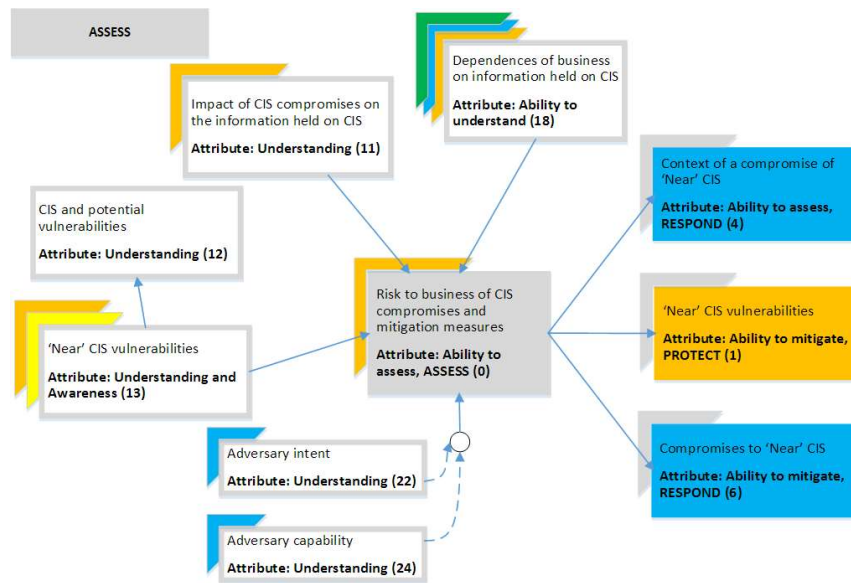 ASSESS
Dependences of business
on information held on CIS
Attribute: Ability to
understand (18)
Impact of CIS compromises on
the information held on CIS
Attribute: Understanding (11)
Context of a compromise of
‘Near’ CIS
Attribute: Ability to assess,
RESPOND (4)
CIS and potential
vulnerabilities
Attribute: Understanding (12)
Risk to business of CIS
compromises and
mitigation measures
Attribute: Ability to
assess, ASSESS (0)
‘Near’ CIS vulnerabilities
Attribute: Ability to mitigate,
PROTECT (1)
‘Near’ CIS vulnerabilities
Attribute: Understanding and
Awareness (13)
Adversary intent
Attribute: Understanding (22)
Compromises to ‘Near’ CIS
Attribute: Ability to mitigate,
RESPOND (6)
Adversary capability
Attribute: Understanding (24)